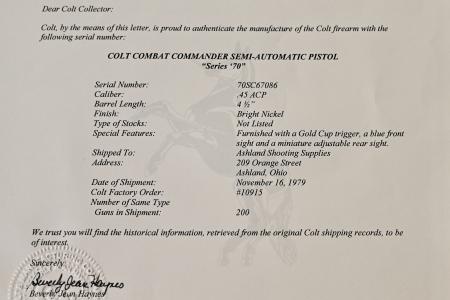 Dear Colt Collector:
Colt, by the means of this letter, is proud to authenticate the manufacture of the Colt firearm with the
following serial number:
COLT COMBAT COMMANDER SEMI-AUTOMATIC PISTOL
"Series '70"
Serial Number: 70SC67086
Caliber: .45 ACP
Barrel Length: 4 ½"
Finish: Bright Nickel
Type of Stocks: Not Listed
Special Features: Furnished with a Gold Cup trigger, a blue front
sight and a miniature adjustable rear sight.
Shipped To: Ashland Shooting Supplies
Address: 209 Orange Street
Ashland, Ohio
Date of Shipment: November 16, 1979
Colt Factory Order: #10915
Number of Same Type
Guns in Shipment: 200
We trust you will find the historical information, retrieved from the original Colt shipping records, to be
of interest.
Sincerely,
Beverly Jean Haynes
Beverly Jean Haynes